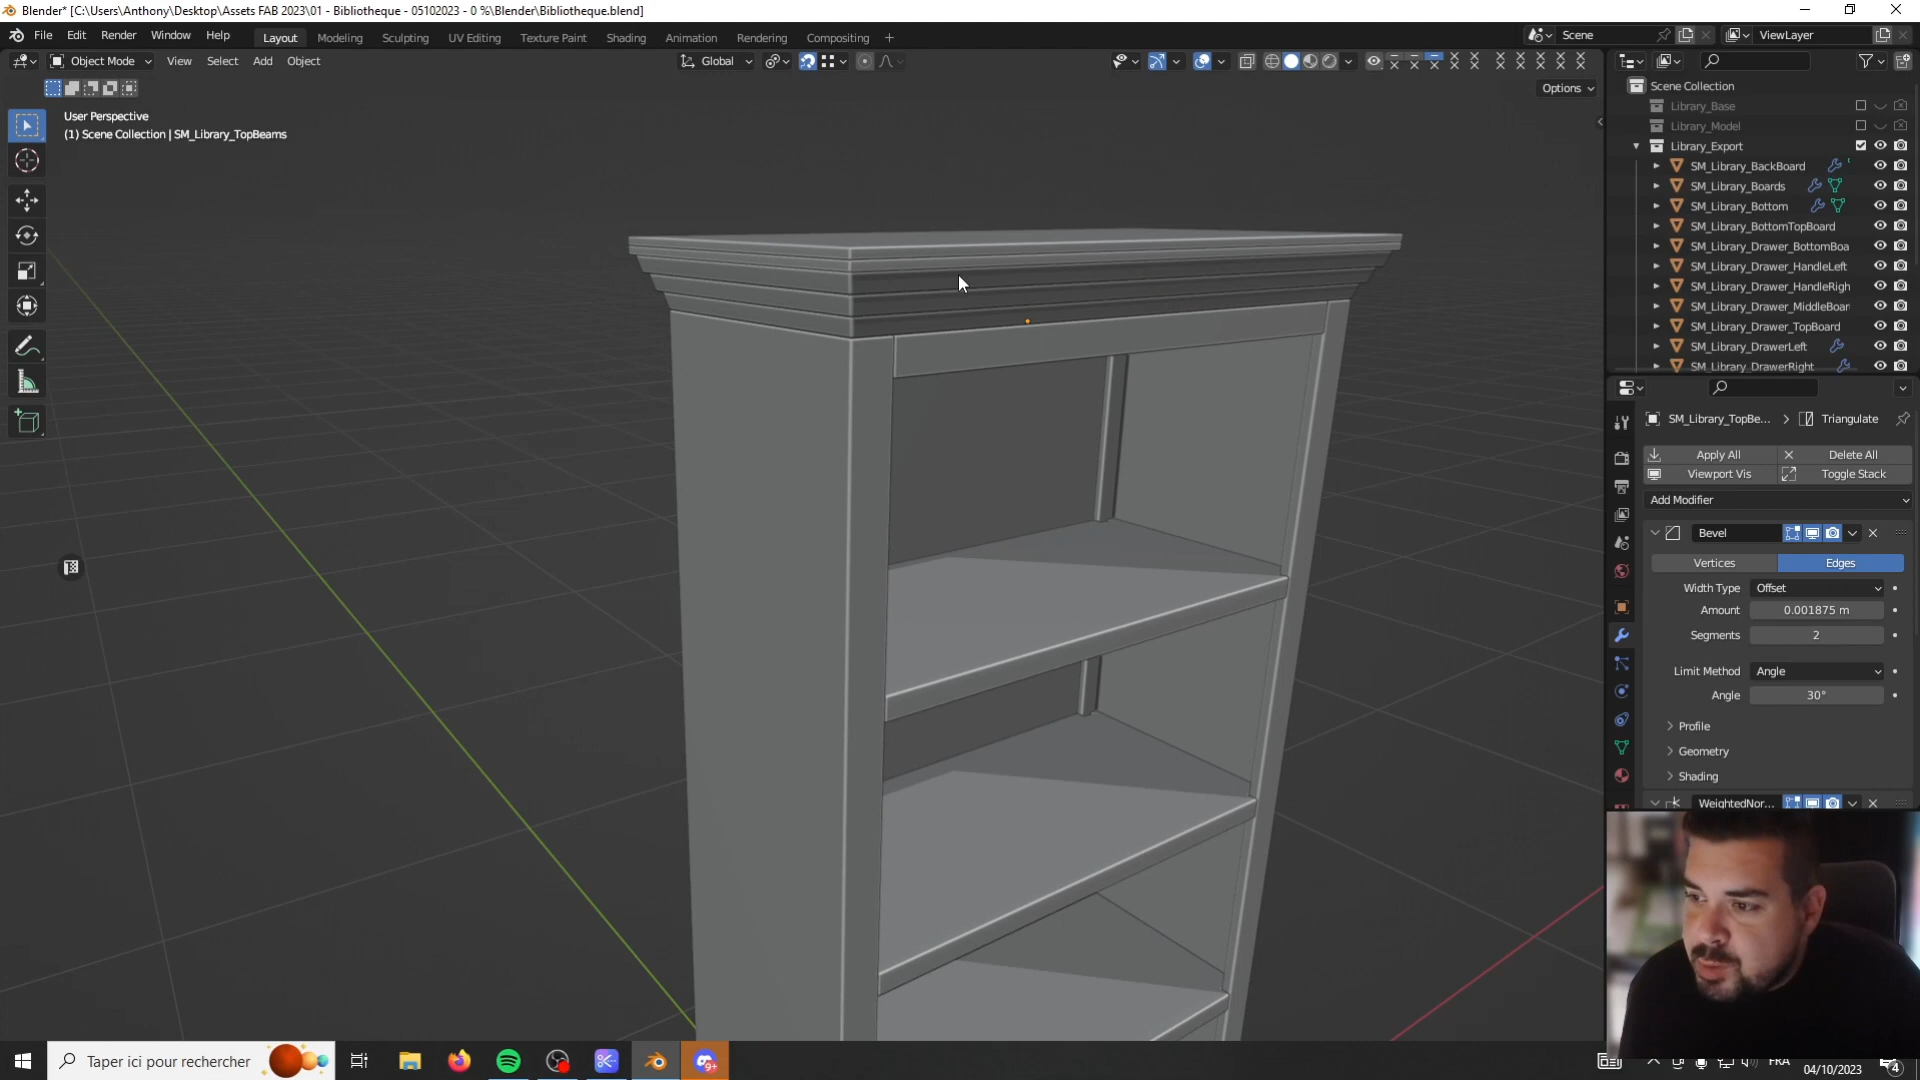 Blender* [C:\Users\Anthony\Desktop\Assets FAB 2023\01 - Bibliotheque - 05102023 - 0 %\Blender\Bibliotheque.blend]
File Edit Render Window Help Layout Modeling Sculpting UV Editing Texture Paint Shading Animation Rendering Compositing +
Scene ViewLayer
Object Mode View Select Add Object Global
Options
User Perspective
(1) Scene Collection | SM_Library_TopBeams
Scene Collection
Library_Base
Library_Model
Library_Export
SM_Library_BackBoard
SM_Library_Boards
SM_Library_Bottom
SM_Library_BottomTopBoard
SM_Library_Drawer_BottomBoa
SM_Library_Drawer_HandleLeft
SM_Library_Drawer_HandleRigh
SM_Library_Drawer_MiddleBoar
SM_Library_Drawer_TopBoard
SM_Library_DrawerLeft
SM_Library_DrawerRight
SM_Library_TopBe... > Triangulate
Apply All Delete All
Viewport Vis Toggle Stack
Add Modifier
Bevel
Vertices Edges
Width Type Offset
Amount 0.001875 m
Segments 2
Limit Method Angle
Angle 30°
Profile
Geometry
Shading
WeightedNor...
Taper ici pour rechercher
9+
FRA
04/10/2023
4